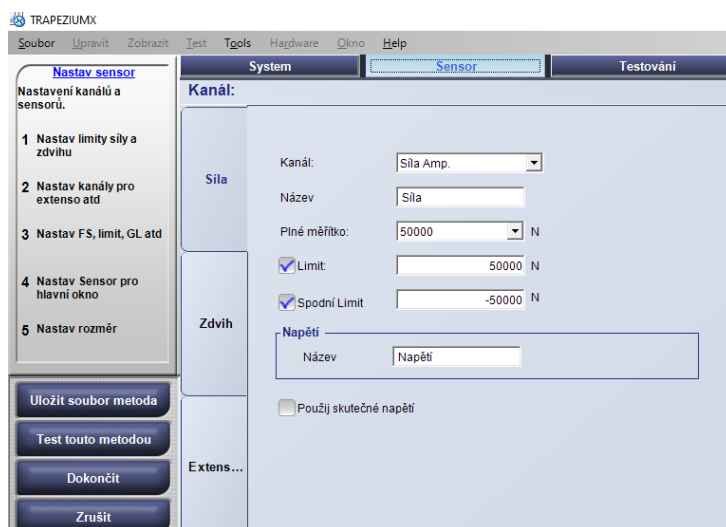 TRAPEZIUMX
Soubor Upravit Zobrazit Test Tools Hardware Okno Help
Nastav sensor
Nastavení kanálů a
sensorů.
1 Nastav limity síly a
zdvihu
2 Nastav kanály pro
extenso atd
3 Nastav FS, limit, GL atd
4 Nastav Sensor pro
hlavní okno
5 Nastav rozměr
Uložit soubor metoda
Test touto metodou
Dokončit
Zrušit
System Sensor Testování
Kanál:
Síla
Zdvih
Extens...
Kanál: Síla Amp.
Název Síla
Plné měřítko: 50000 N
Limit: 50000 N
Spodní Limit -50000 N
Napětí
Název Napětí
Použij skutečné napětí